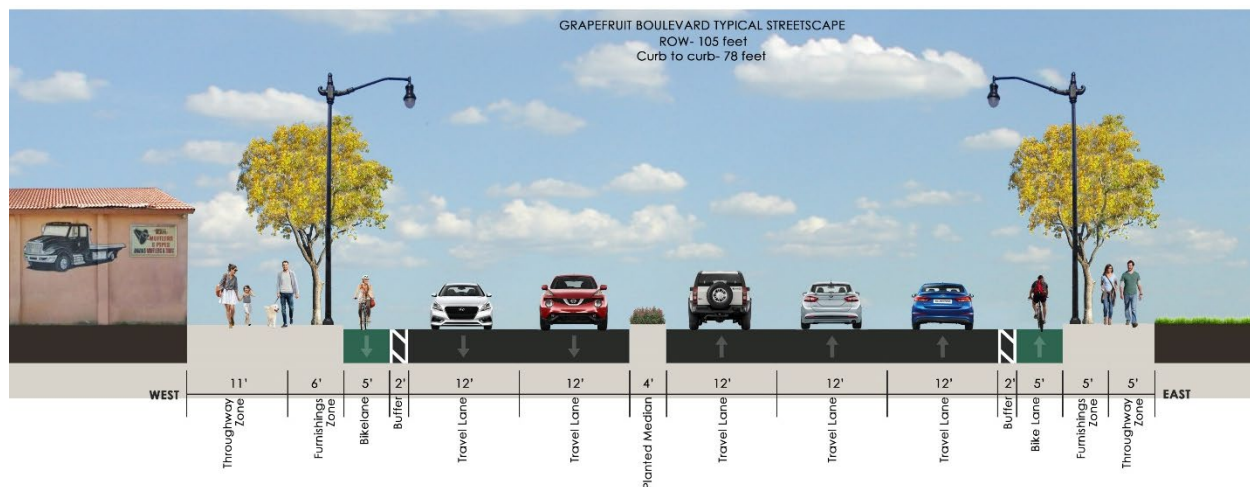 GRAPEFRUIT BOULEVARD TYPICAL STREETSCAPE
ROW- 105 feet
Curb to curb- 78 feet
WEST
11'
6'
5'
2'
12'
12'
4'
12'
12'
12'
2'
5'
5'
5'
EAST
Throughway
Zone
Furnishings
Zone
Bikelane
Buffer
Travel Lane
Travel Lane
Planted Median
Travel Lane
Travel Lane
Travel Lane
Buffer
Bike Lane
Furnishings
Zone
Throughway
Zone